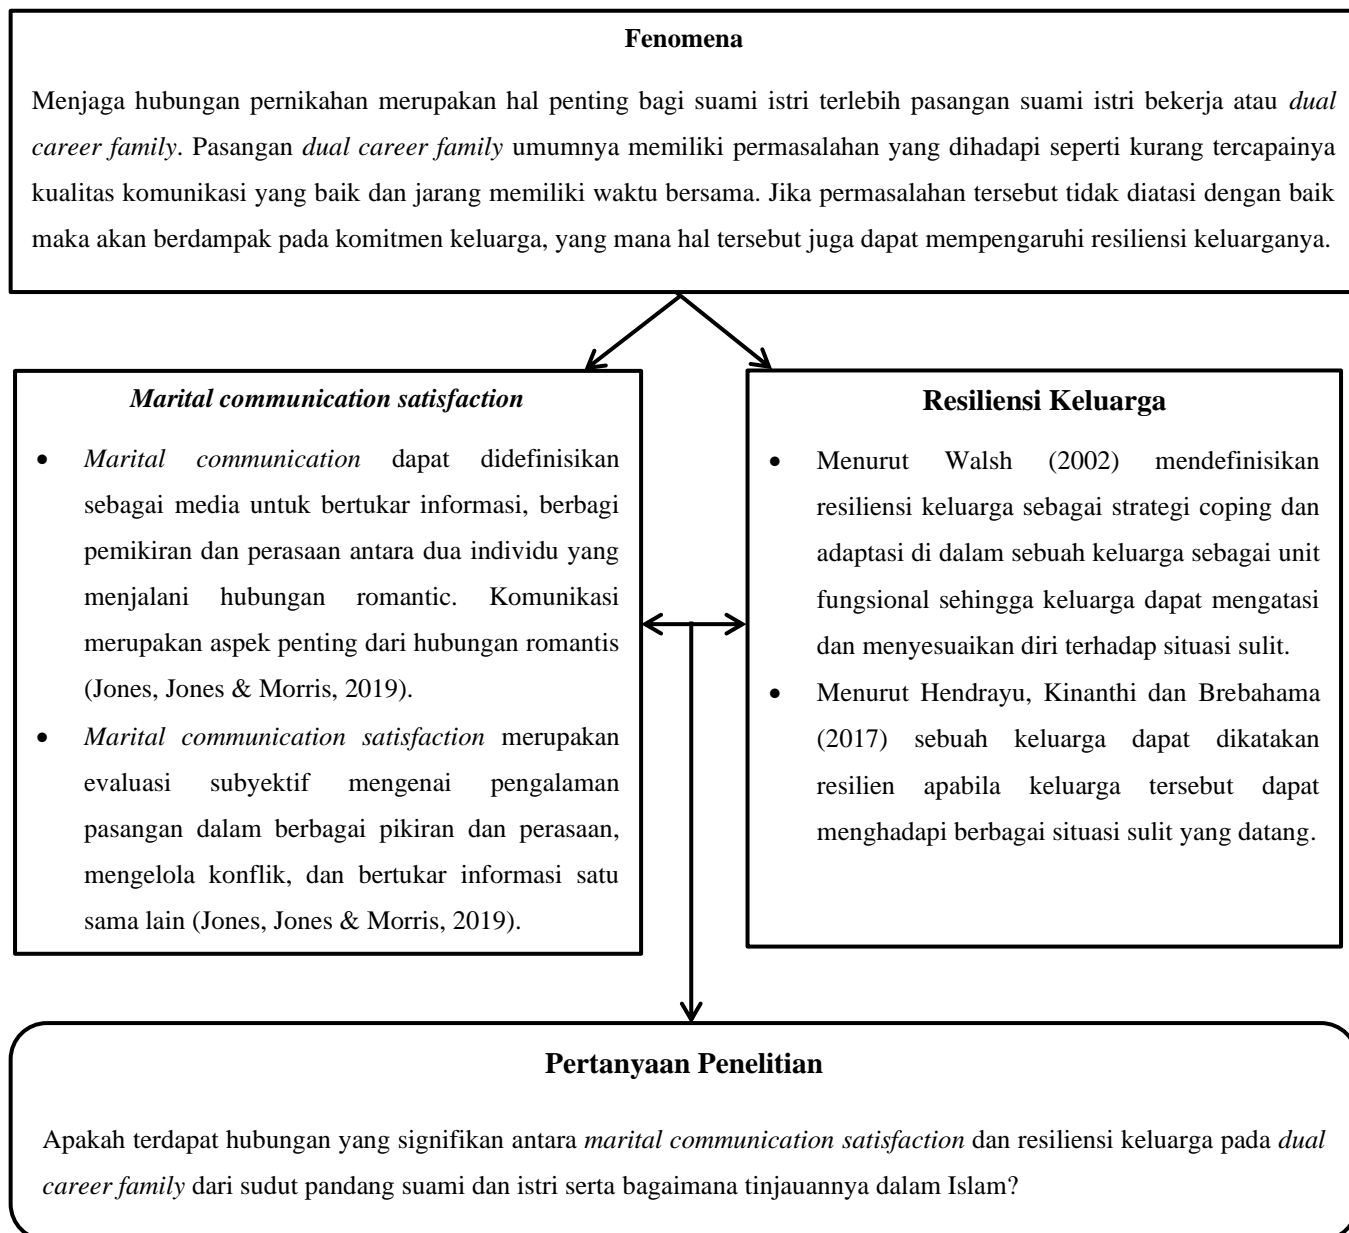 Fenomena
Menjaga hubungan pernikahan merupakan hal penting bagi suami istri terlebih pasangan suami istri bekerja atau dual
career family. Pasangan dual career family umumnya memiliki permasalahan yang dihadapi seperti kurang tercapainya
kualitas komunikasi yang baik dan jarang memiliki waktu bersama. Jika permasalahan tersebut tidak diatasi dengan baik
maka akan berdampak pada komitmen keluarga, yang mana hal tersebut juga dapat mempengaruhi resiliensi keluarganya.
Marital communication satisfaction
• Marital communication dapat didefinisikan
sebagai media untuk bertukar informasi, berbagi
pemikiran dan perasaan antara dua individu yang
menjalani hubungan romantic. Komunikasi
merupakan aspek penting dari hubungan romantis
(Jones, Jones & Morris, 2019).
• Marital communication satisfaction merupakan
evaluasi subyektif mengenai pengalaman
pasangan dalam berbagai pikiran dan perasaan,
mengelola konflik, dan bertukar informasi satu
sama lain (Jones, Jones & Morris, 2019).
Resiliensi Keluarga
• Menurut Walsh (2002) mendefinisikan
resiliensi keluarga sebagai strategi coping dan
adaptasi di dalam sebuah keluarga sebagai unit
fungsional sehingga keluarga dapat mengatasi
dan menyesuaikan diri terhadap situasi sulit.
• Menurut Hendrayu, Kinanthi dan Brebahama
(2017) sebuah keluarga dapat dikatakan
resilien apabila keluarga tersebut dapat
menghadapi berbagai situasi sulit yang datang.
Pertanyaan Penelitian
Apakah terdapat hubungan yang signifikan antara marital communication satisfaction dan resiliensi keluarga pada dual
career family dari sudut pandang suami dan istri serta bagaimana tinjauannya dalam Islam?